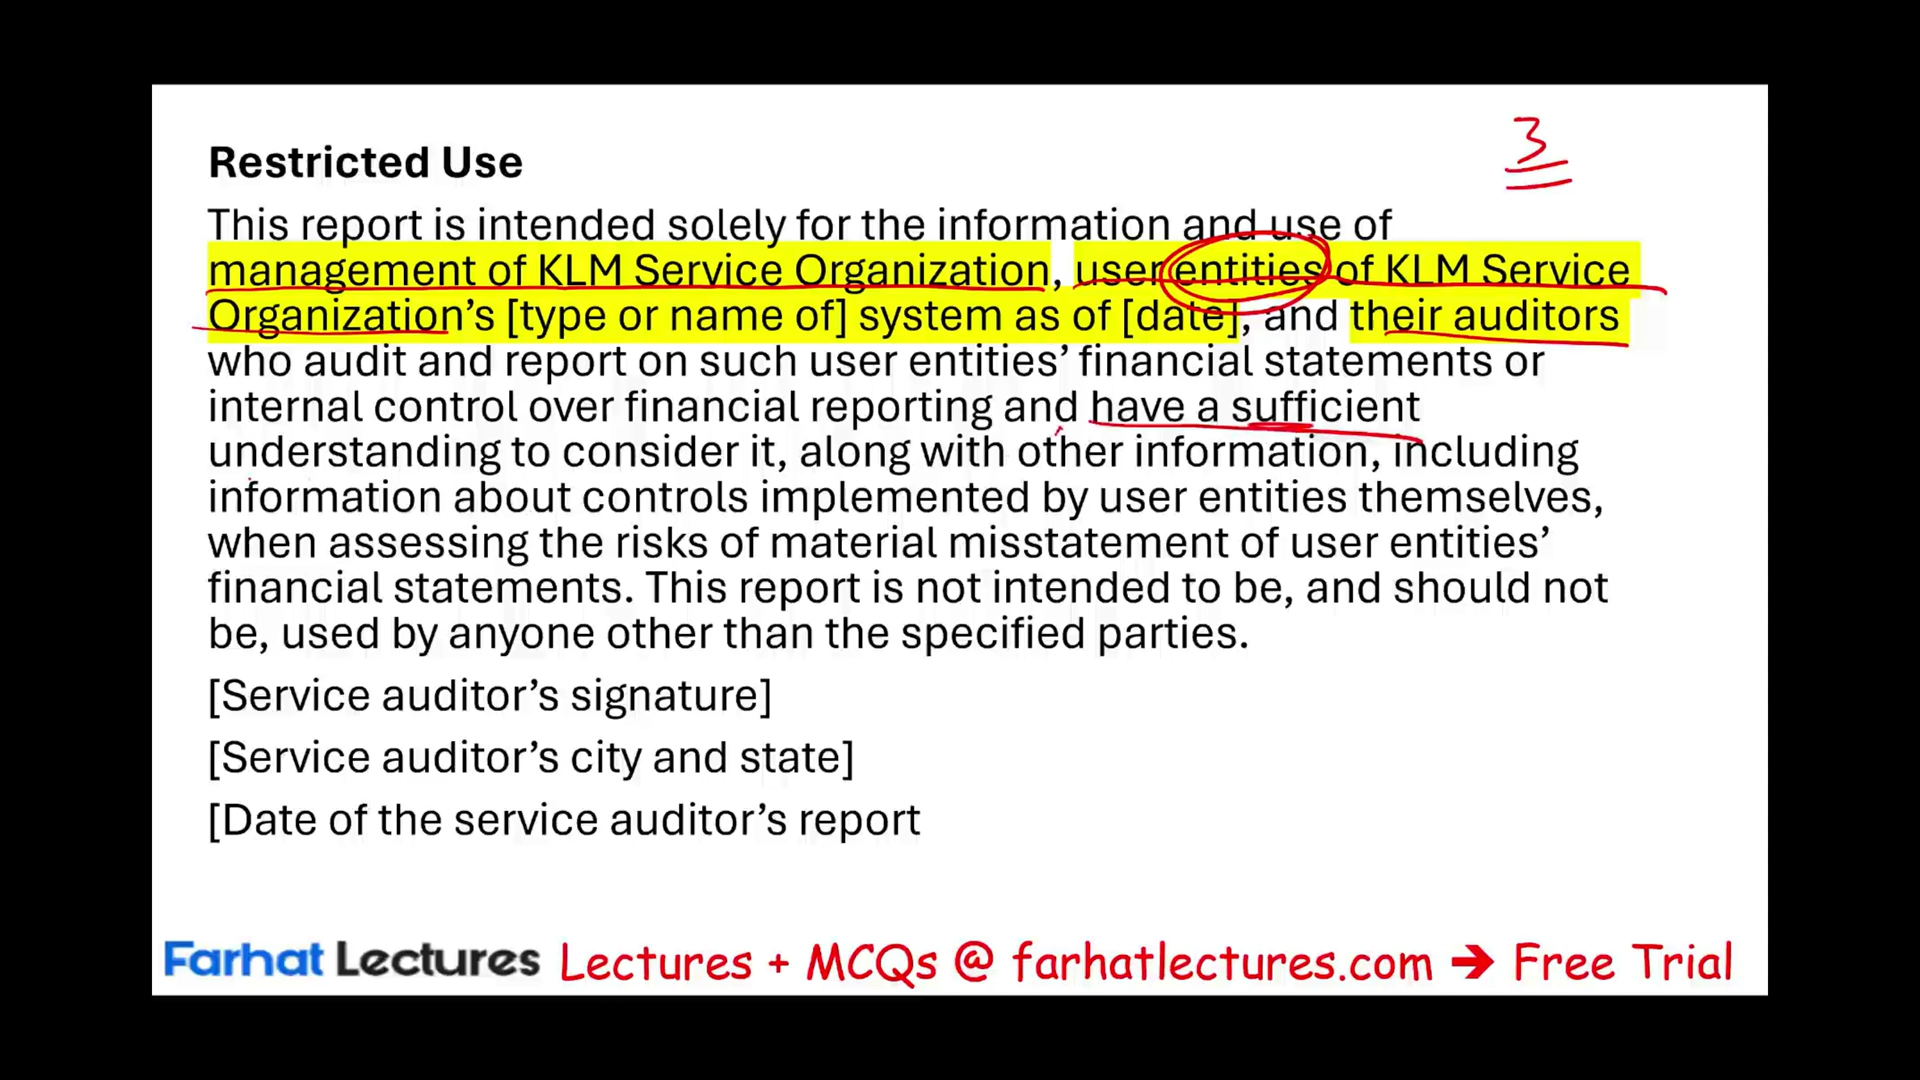 3
Restricted Use
This report is intended solely for the information and use of
management of KLM Service Organization, user entities of KLM Service
Organization’s [type or name of] system as of [date], and their auditors
who audit and report on such user entities’ financial statements or
internal control over financial reporting and have a sufficient
understanding to consider it, along with other information, including
information about controls implemented by user entities themselves,
when assessing the risks of material misstatement of user entities’
financial statements. This report is not intended to be, and should not
be, used by anyone other than the specified parties.
[Service auditor’s signature]
[Service auditor’s city and state]
[Date of the service auditor’s report
Farhat Lectures Lectures + MCQs @ farhatlectures.com → Free Trial